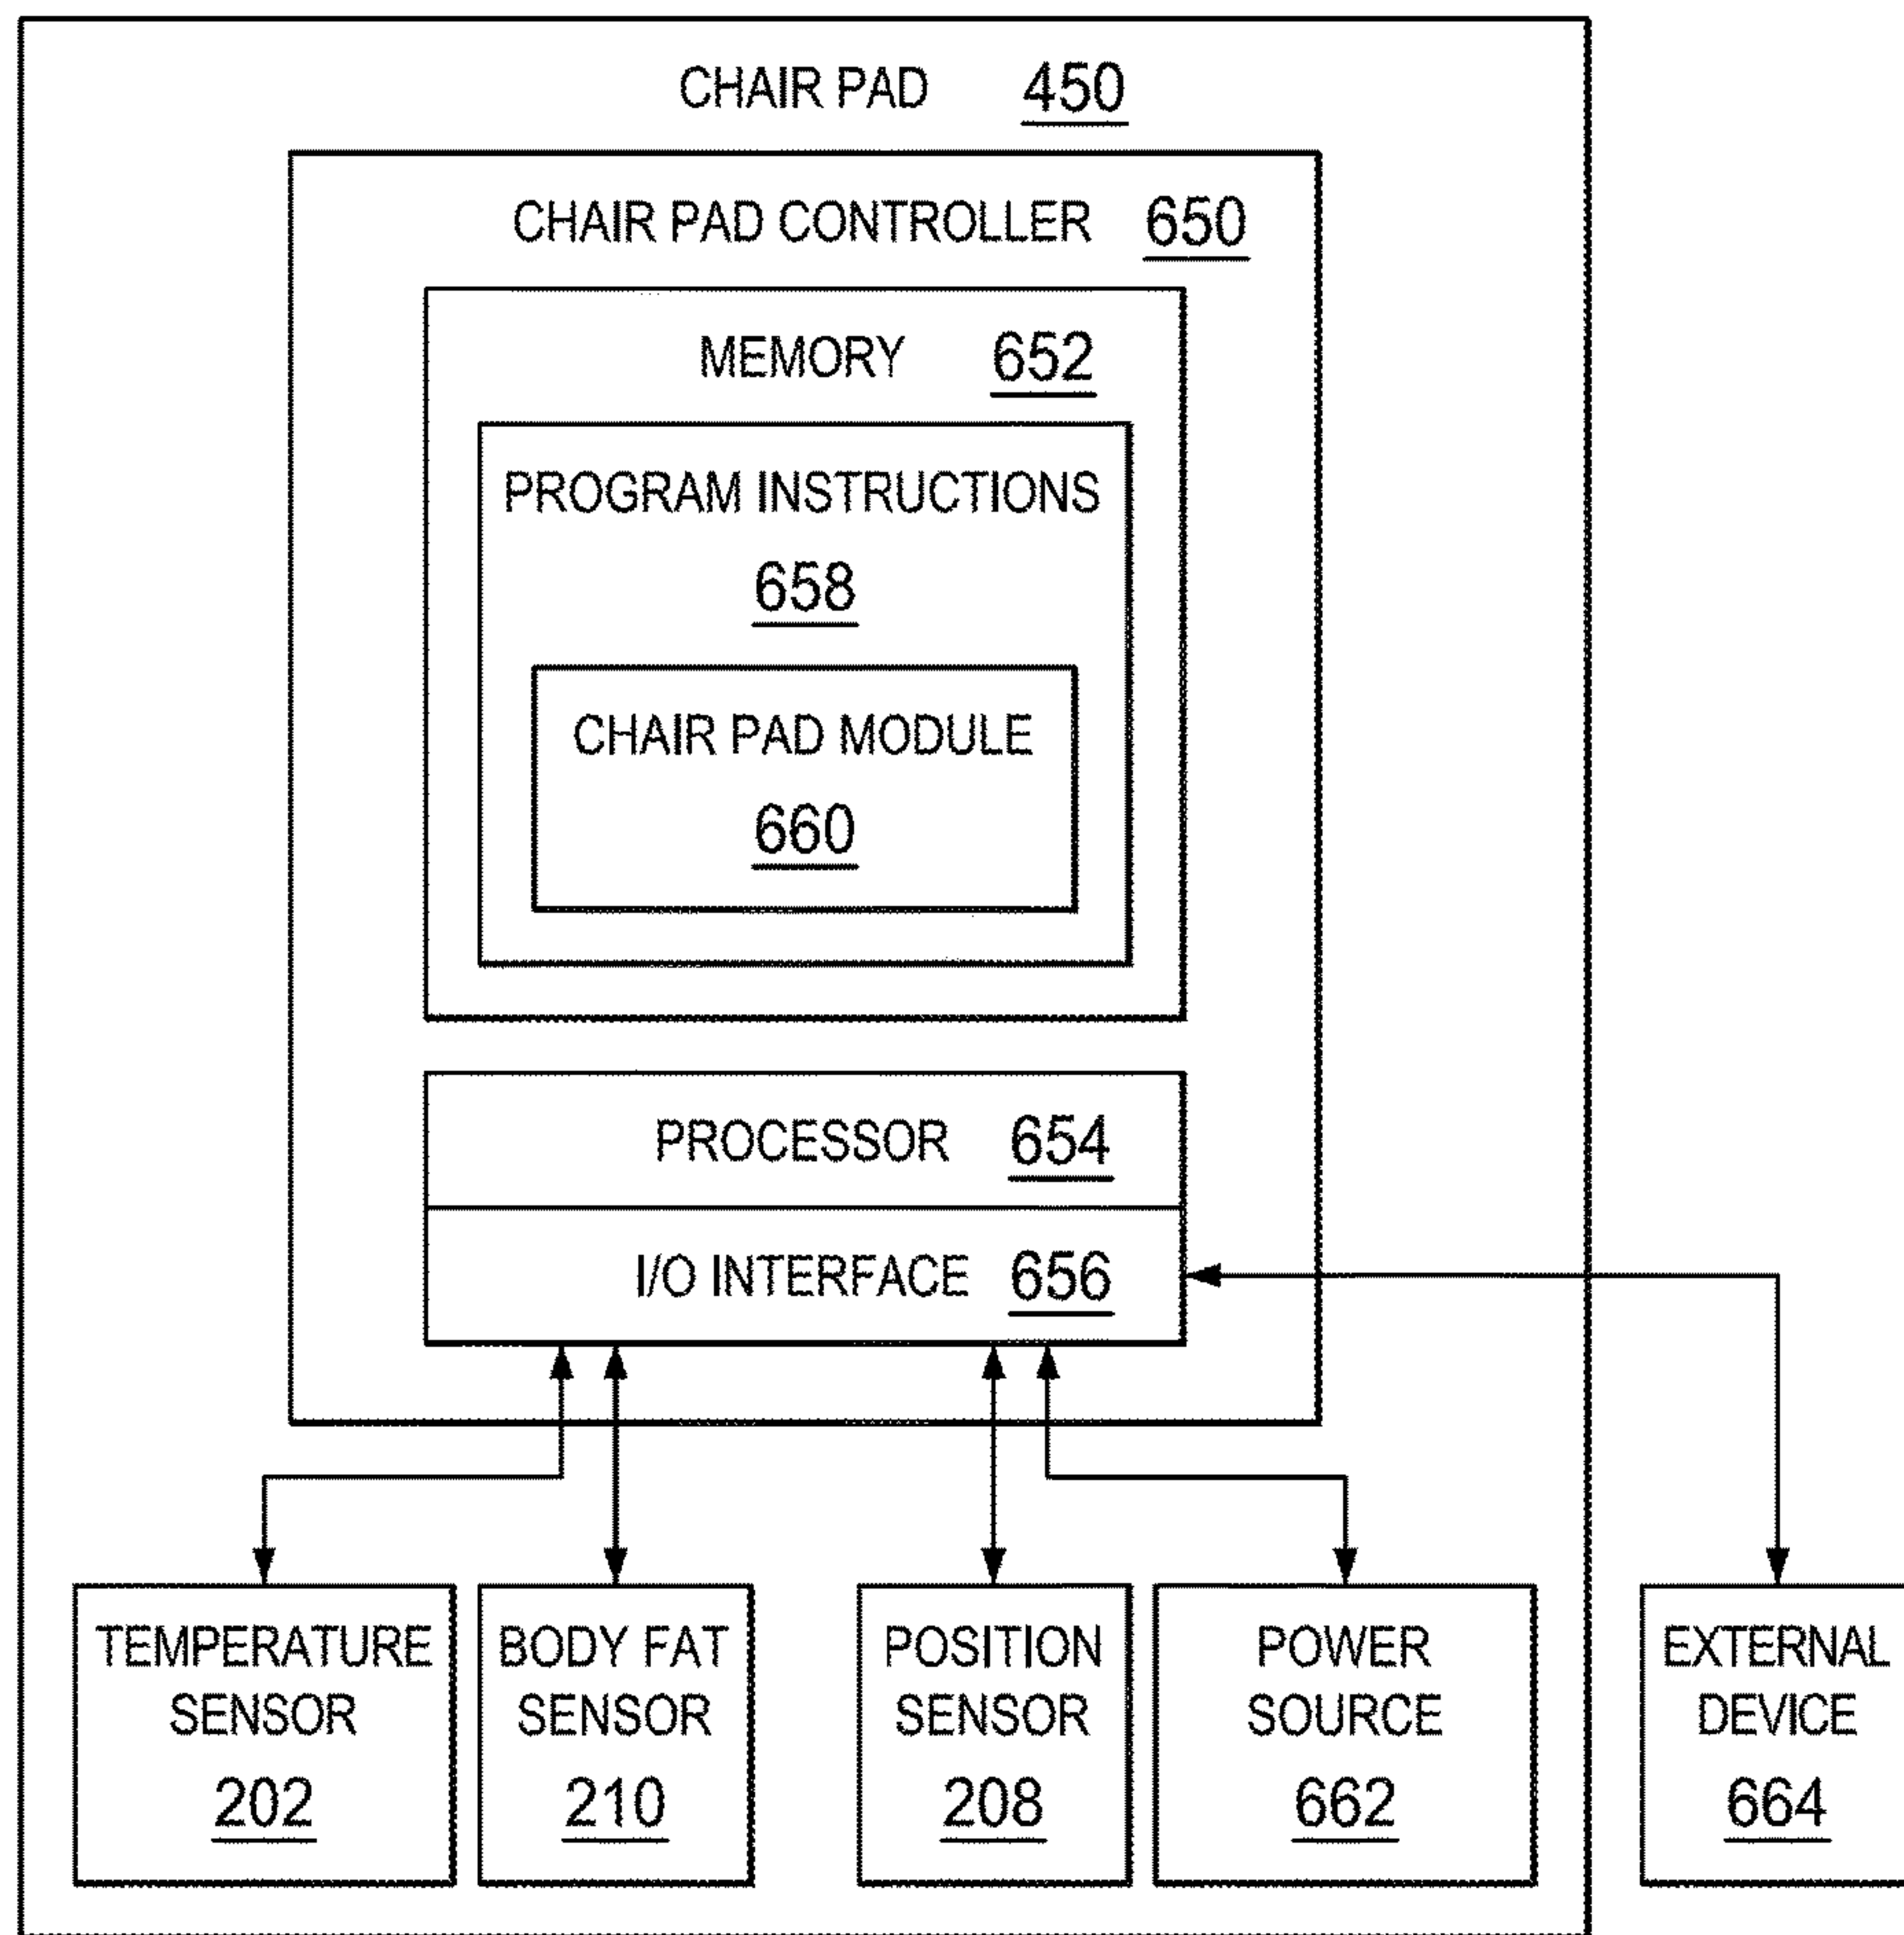 CHAIR PAD 450
CHAIR PAD CONTROLLER 650
MEMORY 652
PROGRAM INSTRUCTIONS
658
CHAIR PAD MODULE
660
PROCESSOR 654
I/O INTERFACE 656
TEMPERATURE
SENSOR
202
BODY FAT
SENSOR
210
POSITION
SENSOR
208
POWER
SOURCE
662
EXTERNAL
DEVICE
664